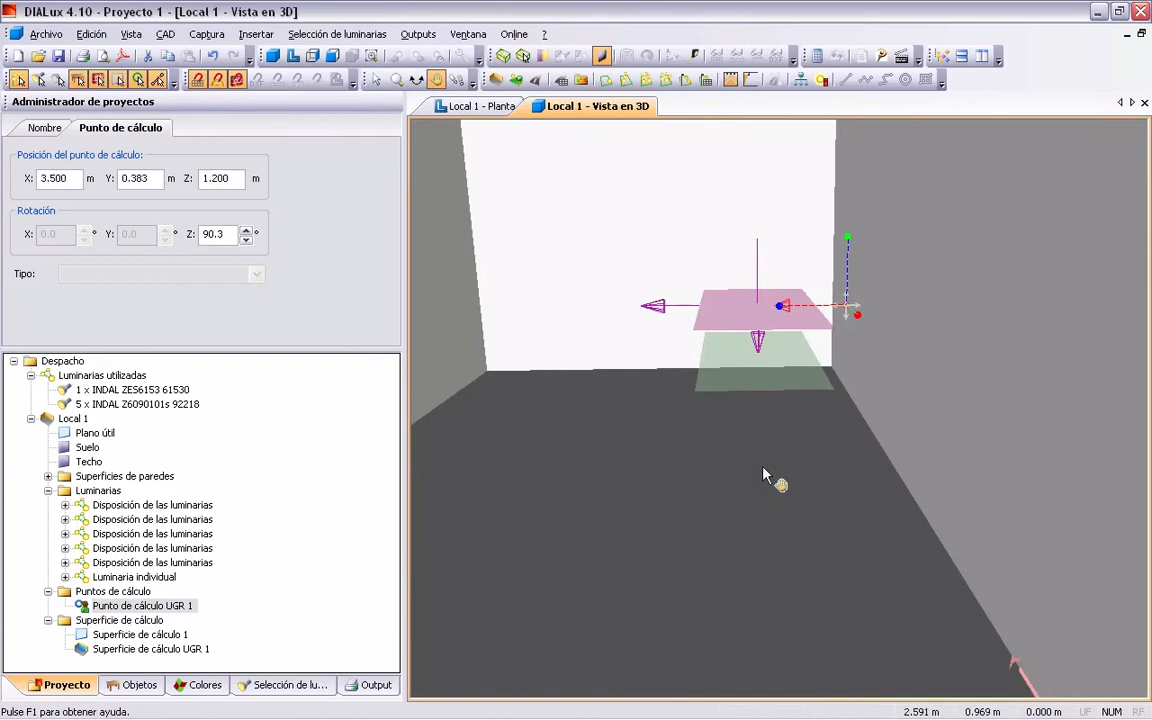 DIALux 4.10 - Proyecto 1 - [Local 1 - Vista en 3D]
Archivo Edición Vista CAD Captura Insertar Selección de luminarias Outputs Ventana Online ?
Administrador de proyectos
Local 1 - Planta Local 1 - Vista en 3D
Nombre Punto de cálculo
Posición del punto de cálculo:
X: 3.500 m Y: 0.383 m Z: 1.200 m
Rotación
X: 0.0 ° Y: 0.0 ° Z: 90.3 °
Tipo:
Despacho
Luminarias utilizadas
1 x INDAL ZES6153 61530
5 x INDAL Z6090101s 92218
Local 1
Plano útil
Suelo
Techo
Superficies de paredes
Luminarias
Disposición de las luminarias
Disposición de las luminarias
Disposición de las luminarias
Disposición de las luminarias
Disposición de las luminarias
Luminaria individual
Puntos de cálculo
Punto de cálculo UGR 1
Superficie de cálculo
Superficie de cálculo 1
Superficie de cálculo UGR 1
Proyecto Objetos Colores Selección de lu... Output
Pulse F1 para obtener ayuda. 2.591 m 0.969 m 0.000 m UF NUM RF